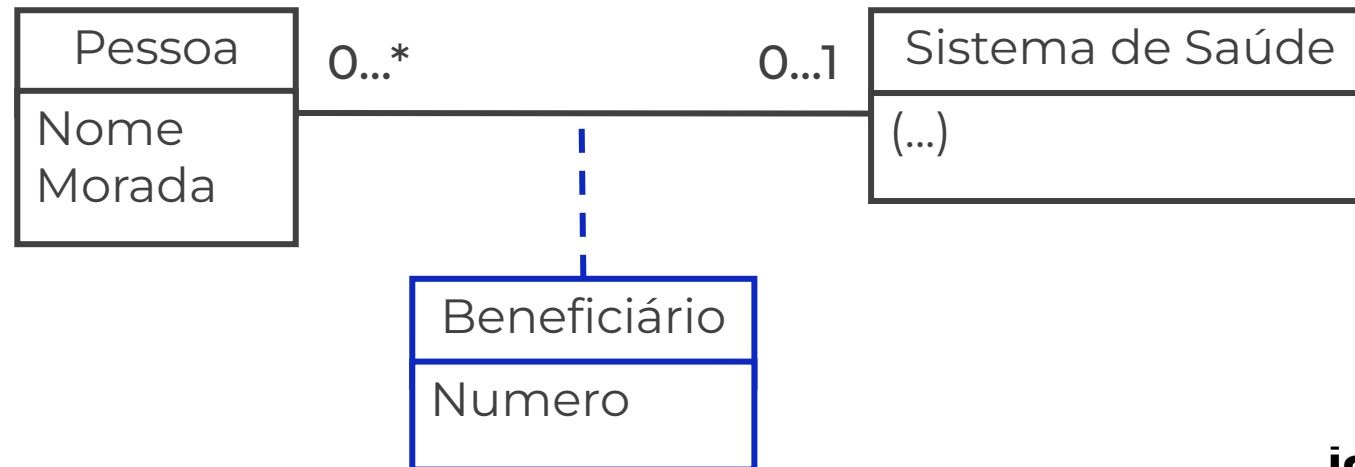 Pessoa
0...*
0...1
Sistema de Saúde
Nome
Morada
(...)
Beneficiário
Numero